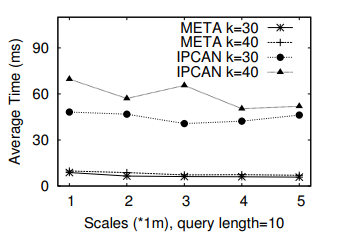 META k=30
META k=40
IPCAN k=30
IPCAN k=40
Average Time (ms)
90
60
30
0
1 2 3 4 5
Scales (*1m), query length=10